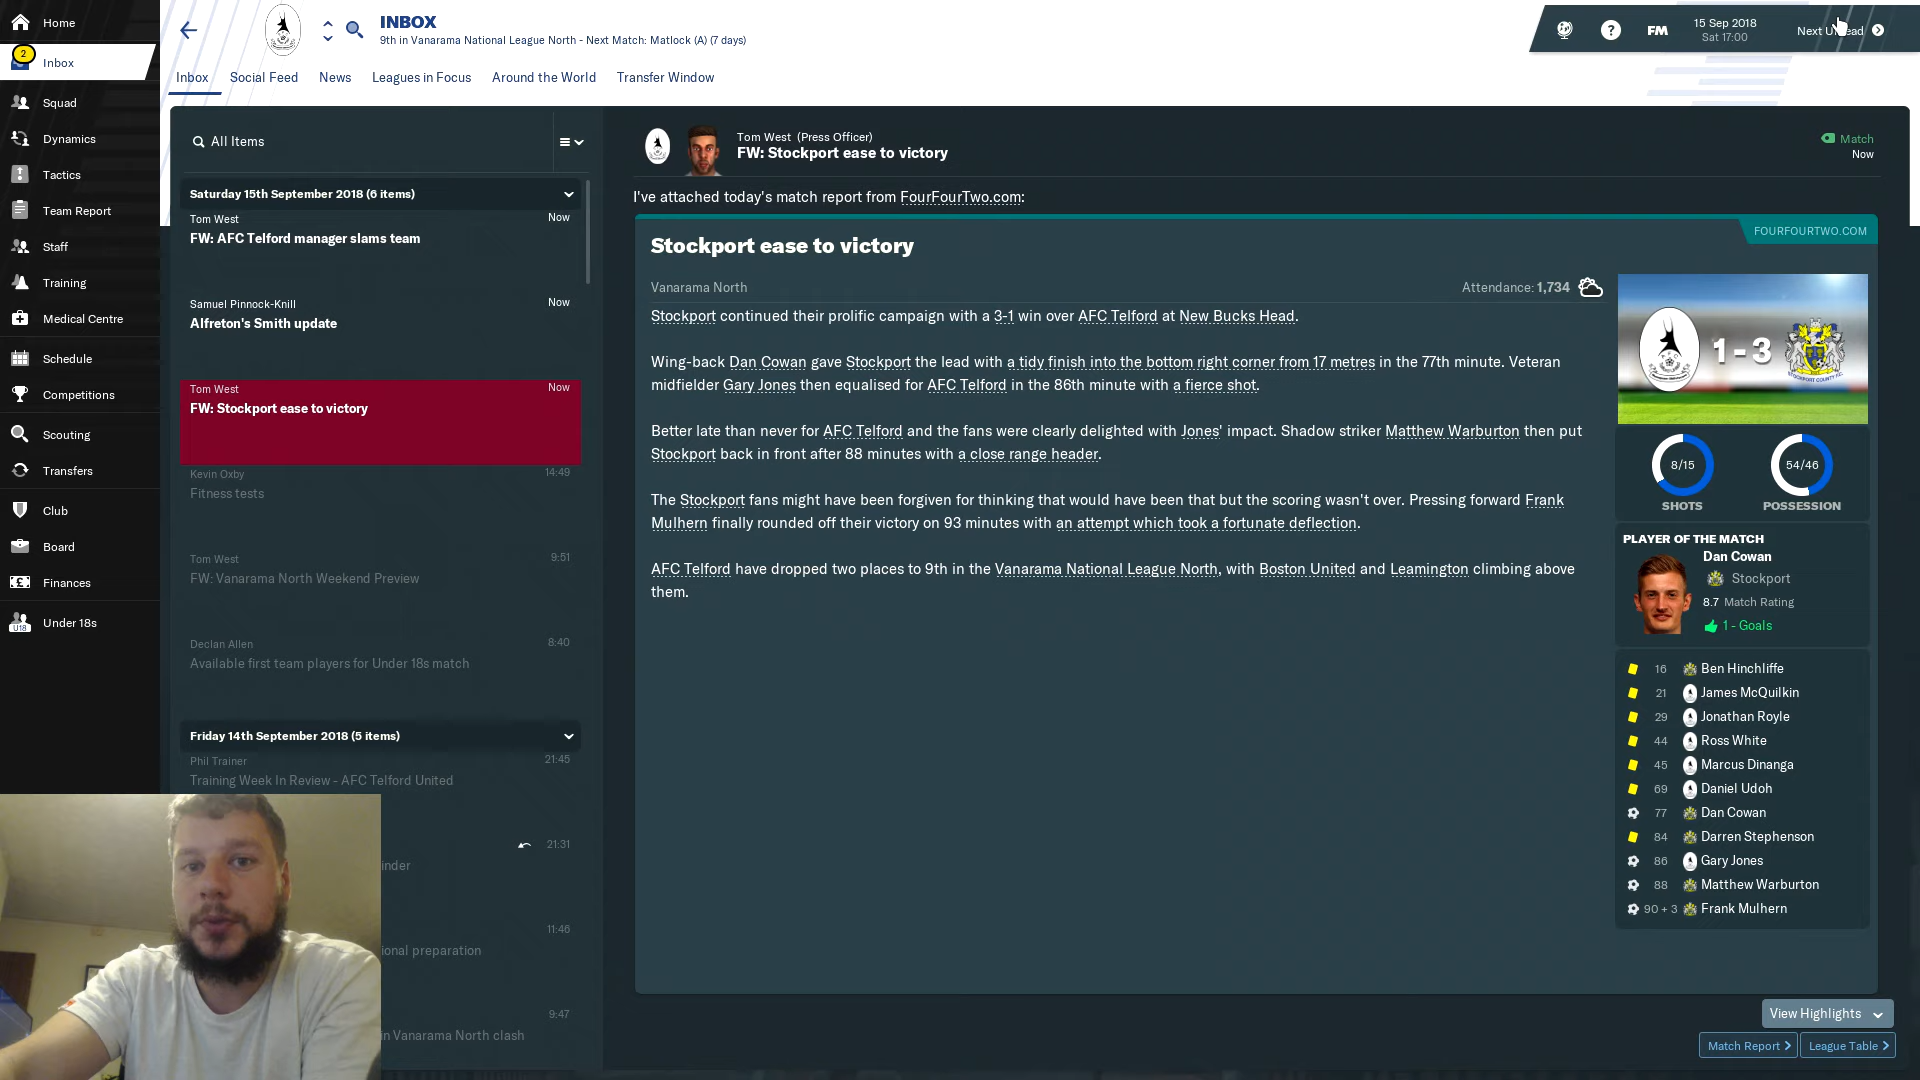 Home
2
Inbox
Squad
Dynamics
Tactics
Team Report
Staff
Training
Medical Centre
Schedule
Competitions
Scouting
Transfers
Club
Board
Finances
U18
Under 18s
INBOX
9th in Vanarama National League North - Next Match: Matlock (A) (7 days)
?
FM
15 Sep 2018
Sat 17:00
Next Unread
Inbox
Social Feed
News
Leagues in Focus
Around the World
Transfer Window
All Items
Saturday 15th September 2018 (6 items)
Tom West Now
FW: AFC Telford manager slams team
Samuel Pinnock-Knill Now
Alfreton's Smith update
Tom West Now
FW: Stockport ease to victory
Kevin Oxby 14:49
Fitness tests
Tom West 9:51
FW: Vanarama North Weekend Preview
Declan Allen 8:40
Available first team players for Under 18s match
Friday 14th September 2018 (5 items)
Phil Trainer 21:45
Training Week In Review - AFC Telford United
21:31
inder
11:46
ional preparation
9:47
in Vanarama North clash
Tom West (Press Officer)
FW: Stockport ease to victory
Match
Now
I've attached today's match report from FourFourTwo.com:
FOURFOURTWO.COM
Stockport ease to victory
Vanarama North Attendance: 1,734
Stockport continued their prolific campaign with a 3-1 win over AFC Telford at New Bucks Head.
Wing-back Dan Cowan gave Stockport the lead with a tidy finish into the bottom right corner from 17 metres in the 77th minute. Veteran
midfielder Gary Jones then equalised for AFC Telford in the 86th minute with a fierce shot.
Better late than never for AFC Telford and the fans were clearly delighted with Jones' impact. Shadow striker Matthew Warburton then put
Stockport back in front after 88 minutes with a close range header.
The Stockport fans might have been forgiven for thinking that would have been that but the scoring wasn't over. Pressing forward Frank
Mulhern finally rounded off their victory on 93 minutes with an attempt which took a fortunate deflection.
AFC Telford have dropped two places to 9th in the Vanarama National League North, with Boston United and Leamington climbing above
them.
1 - 3
8/15
SHOTS
54/46
POSSESSION
PLAYER OF THE MATCH
Dan Cowan
Stockport
8.7 Match Rating
1 - Goals
16 Ben Hinchliffe
21 James McQuilkin
29 Jonathan Royle
44 Ross White
45 Marcus Dinanga
69 Daniel Udoh
77 Dan Cowan
84 Darren Stephenson
86 Gary Jones
88 Matthew Warburton
90 + 3 Frank Mulhern
View Highlights
Match Report
League Table